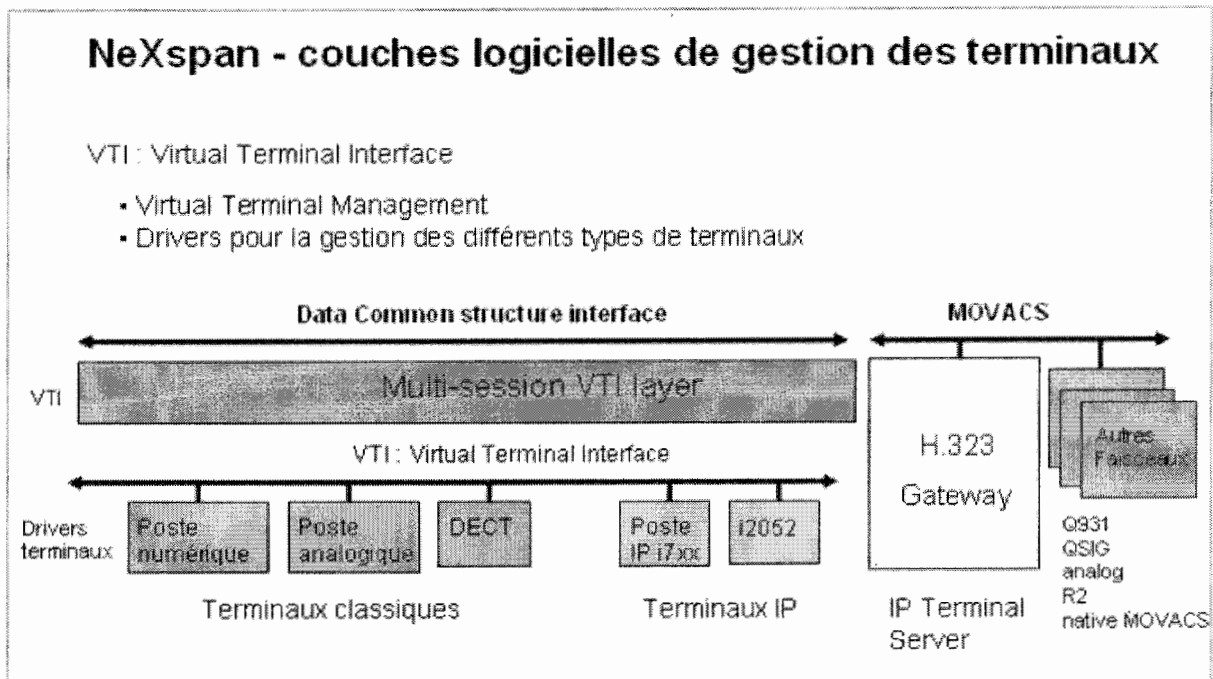 NeXspan - couches logicielles de gestion des terminaux
VTI : Virtual Terminal Interface
▪ Virtual Terminal Management
▪ Drivers pour la gestion des différents types de terminaux
Data Common structure interface
MOVACS
VTI
Multi-session VTI layer
VTI : Virtual Terminal Interface
H.323
Gateway
Autres
Faisceaux
Drivers
terminaux
Poste
numérique
Poste
analogique
DECT
Poste
IP i7xx
i2052
Q931
QSIG
analog
R2
native MOVACS
Terminaux classiques
Terminaux IP
IP Terminal
Server